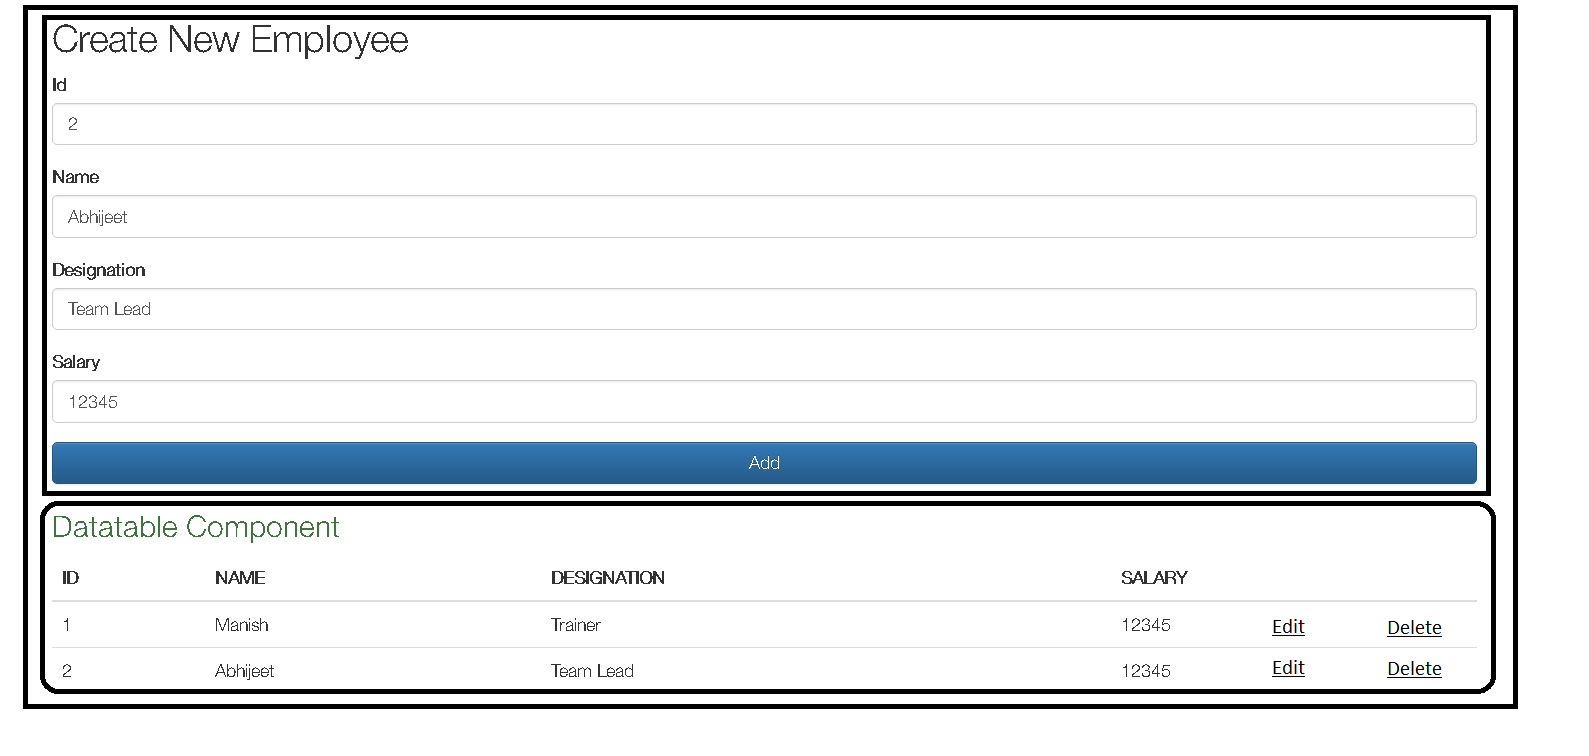 Create New Employee
Id
2
Name
Abhijeet
Designation
Team Lead
Salary
12345
Add
Datatable Component
ID NAME DESIGNATION SALARY
1 Manish Trainer 12345 Edit Delete
2 Abhijeet Team Lead 12345 Edit Delete